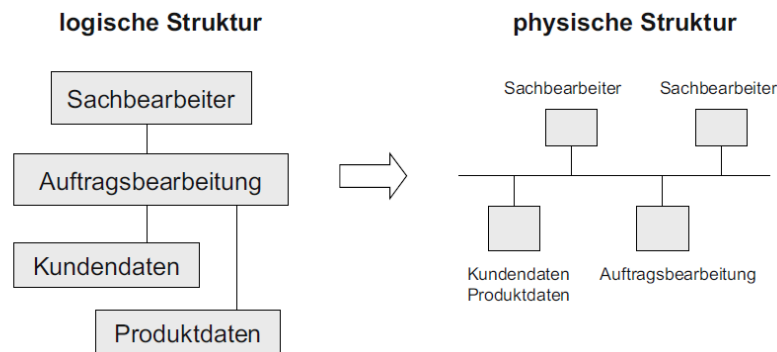 logische Struktur
Sachbearbeiter
Auftragsbearbeitung
Kundendaten
Produktdaten
physische Struktur
Sachbearbeiter
Sachbearbeiter
Kundendaten
Produktdaten
Auftragsbearbeitung